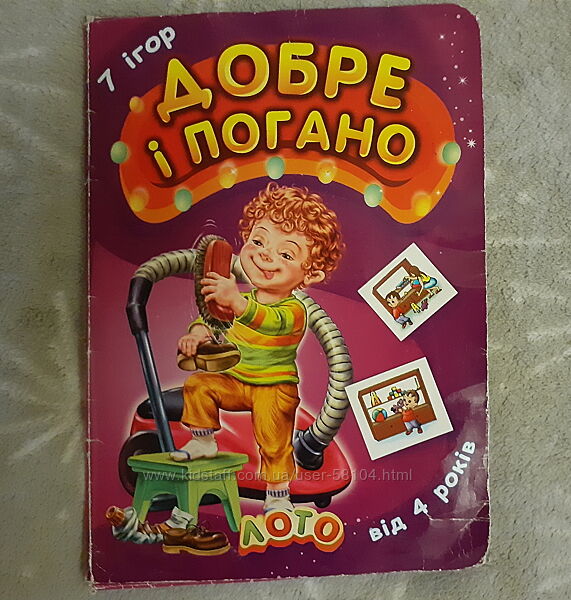 7 ігор
ДОБРЕ
і ПОГАНО
www.kidstaff.com.ua/user-58104.html
ЛОТО
від 4 років